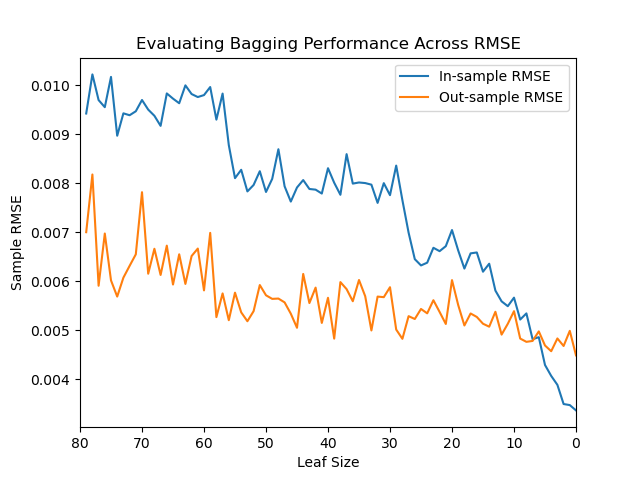 Evaluating Bagging Performance Across RMSE
In-sample RMSE
Out-sample RMSE
0.010
0.009
0.008
0.007
0.006
0.005
0.004
Sample RMSE
80 70 60 50 40 30 20 10 0
Leaf Size